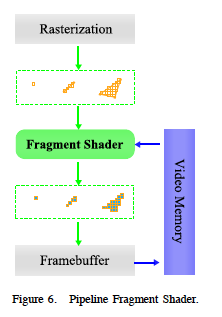 Rasterization
Fragment Shader
Video Memory
Framebuffer
Figure 6. Pipeline Fragment Shader.